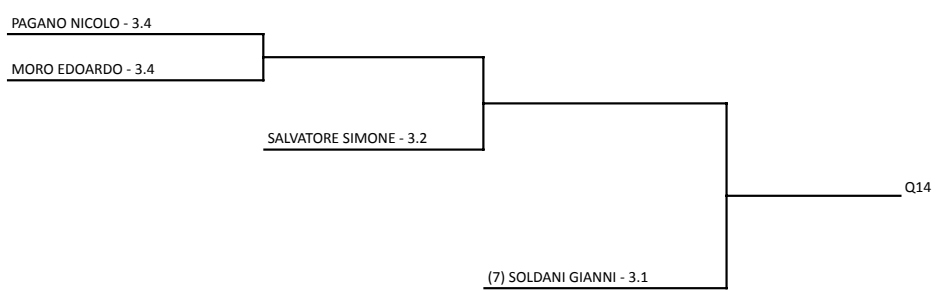 PAGANO NICOLO - 3.4
MORO EDOARDO - 3.4
SALVATORE SIMONE - 3.2
Q14
(7) SOLDANI GIANNI - 3.1